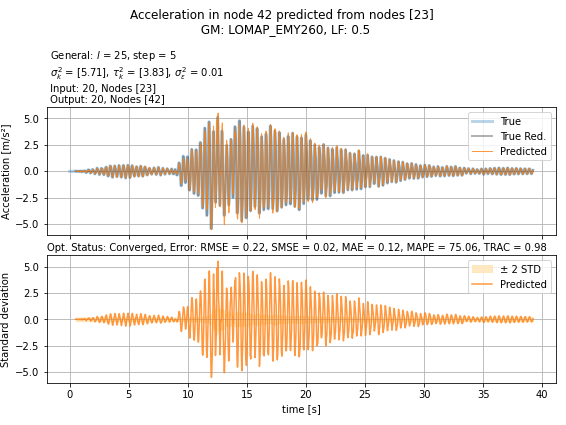 Acceleration in node 42 predicted from nodes [23]
GM: LOMAP_EMY260, LF: 0.5
General: l = 25, step = 5
σ²ₖ = [5.71], τ²ₖ = [3.83], σ²ε = 0.01
Input: 20, Nodes [23]
Output: 20, Nodes [42]
Acceleration [m/s²]
5.0
2.5
0.0
−2.5
−5.0
True
True Red.
Predicted
Opt. Status: Converged, Error: RMSE = 0.22, SMSE = 0.02, MAE = 0.12, MAPE = 75.06, TRAC = 0.98
Standard deviation
5.0
2.5
0.0
−2.5
−5.0
± 2 STD
Predicted
0 5 10 15 20 25 30 35 40
time [s]